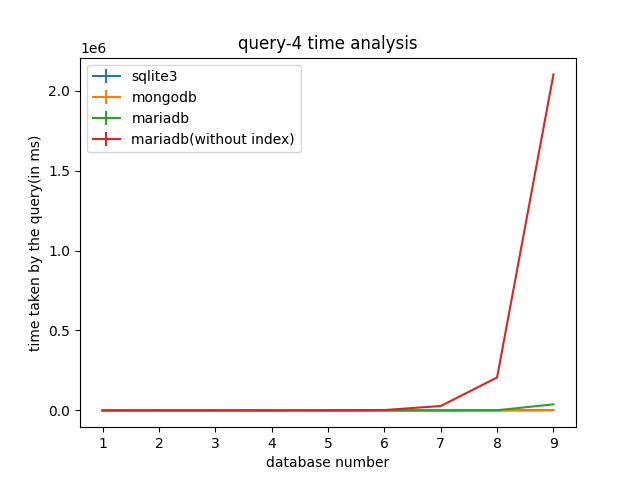 query-4 time analysis
1e6
sqlite3
mongodb
mariadb
mariadb(without index)
time taken by the query(in ms)
2.0
1.5
1.0
0.5
0.0
1 2 3 4 5 6 7 8 9
database number